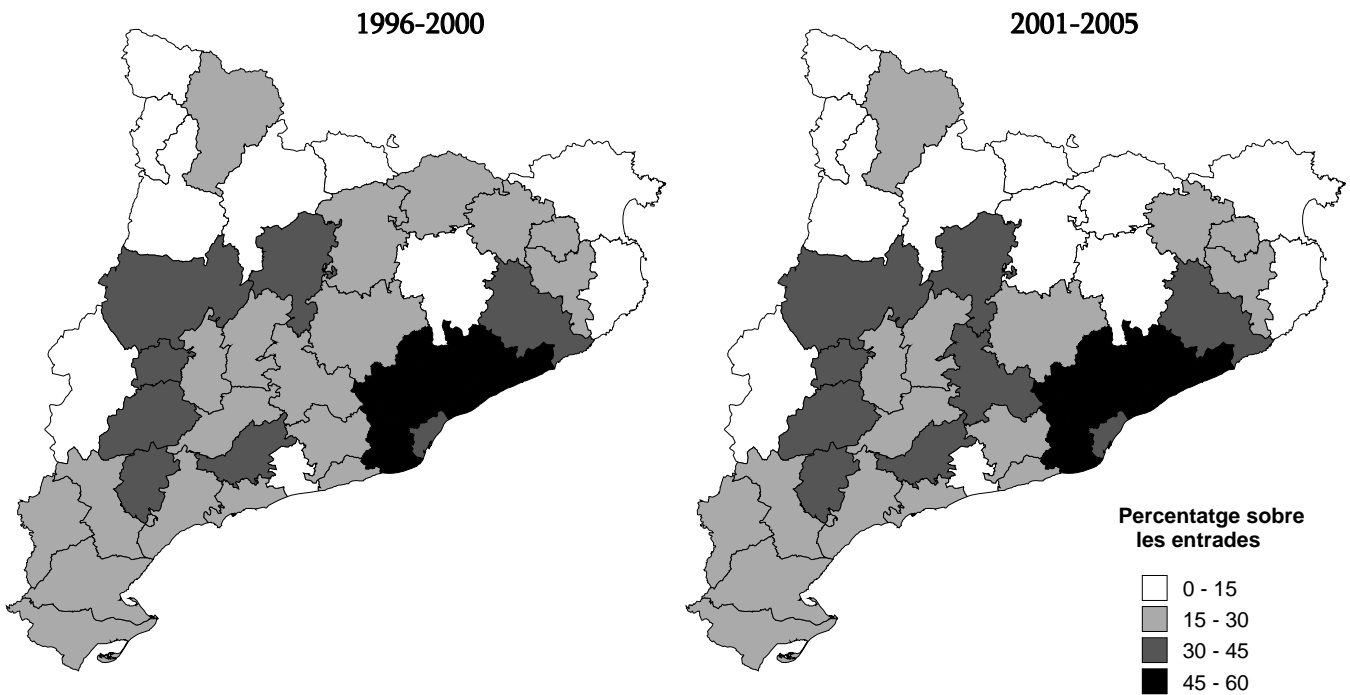 1996-2000
2001-2005
Percentatge sobre
les entrades
0 - 15
15 - 30
30 - 45
45 - 60